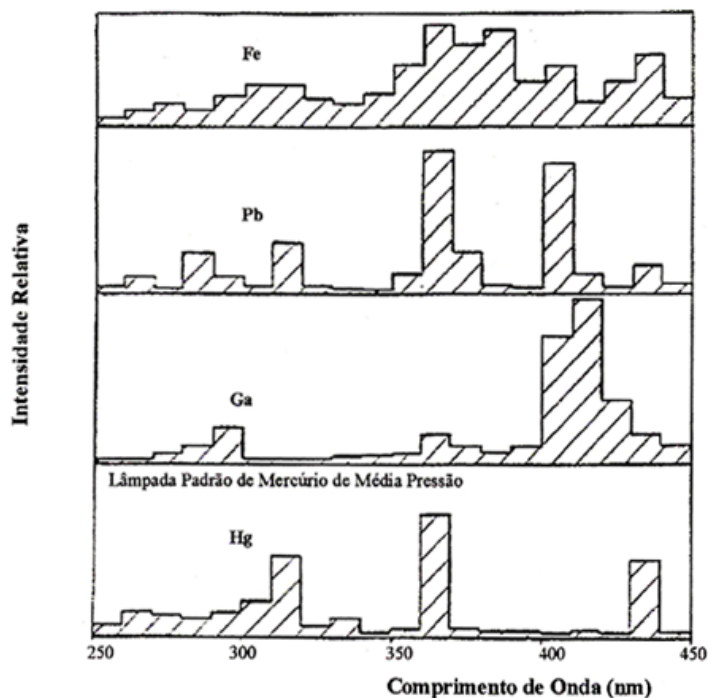 Intensidade Relativa
Fe
Pb
Ga
Lâmpada Padrão de Mercúrio de Média Pressão
Hg
250 300 350 400 450
Comprimento de Onda (nm)